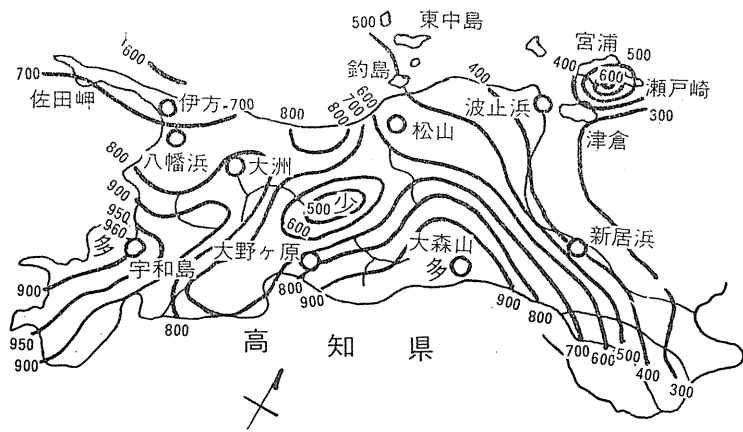 500
東中島
宮浦
500
400
600
瀬戸崎
300
津倉
600
700
佐田岬
伊方
700
800
釣島
600
700
800
400
波止浜
松山
八幡浜
800
大洲
900
950
960
多
宇和島
500
少
600
大野ヶ原
大森山
多
新居浜
900
950
900
800
800
900
900
800
700
600
500
400
300
高知県